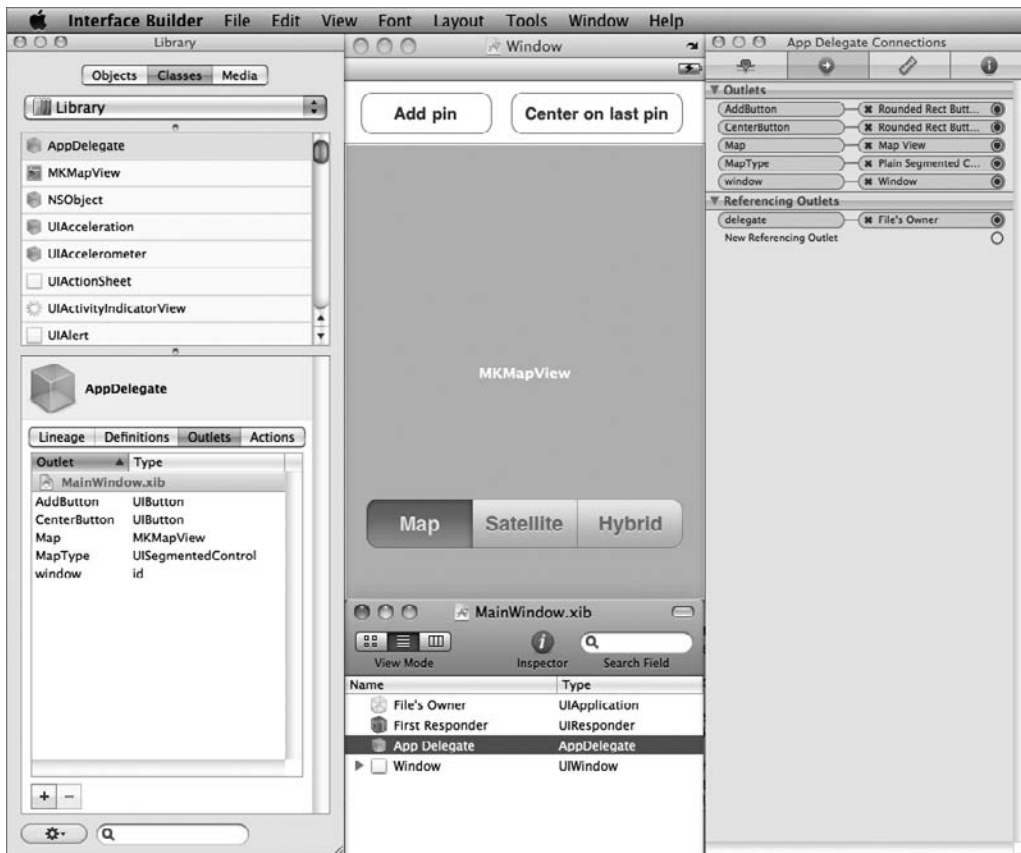 Interface Builder File Edit View Font Layout Tools Window Help
Library
Objects Classes Media
Library
AppDelegate
MKMapView
NSObject
UIAcceleration
UIAccelerometer
UIActionSheet
UIActivityIndicatorView
UIAlert
AppDelegate
Lineage Definitions Outlets Actions
Outlet Type
MainWindow.xib
AddButton UIButton
CenterButton UIButton
Map MKMapView
MapType UISegmentedControl
window id
Window
Add pin Center on last pin
MKMapView
Map Satellite Hybrid
MainWindow.xib
View Mode Inspector Search Field
Name Type
File's Owner UIApplication
First Responder UIResponder
App Delegate AppDelegate
Window UIWindow
App Delegate Connections
Outlets
AddButton Rounded Rect Butt...
CenterButton Rounded Rect Butt...
Map Map View
MapType Plain Segmented C...
window Window
Referencing Outlets
delegate File's Owner
New Referencing Outlet